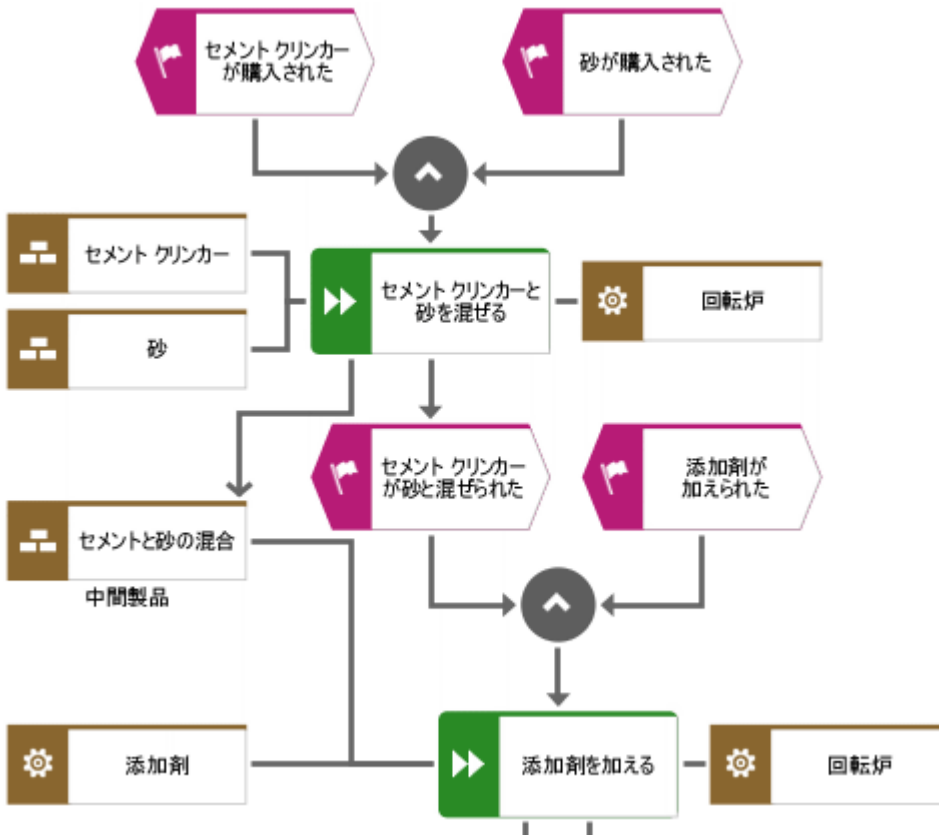 セメント クリンカー
が購入された
砂が購入された
セメント クリンカー
セメント クリンカーと
砂を混ぜる
回転炉
砂
セメント クリンカー
が砂と混ぜられた
添加剤が
加えられた
セメントと砂の混合
中間製品
添加剤
添加剤を加える
回転炉